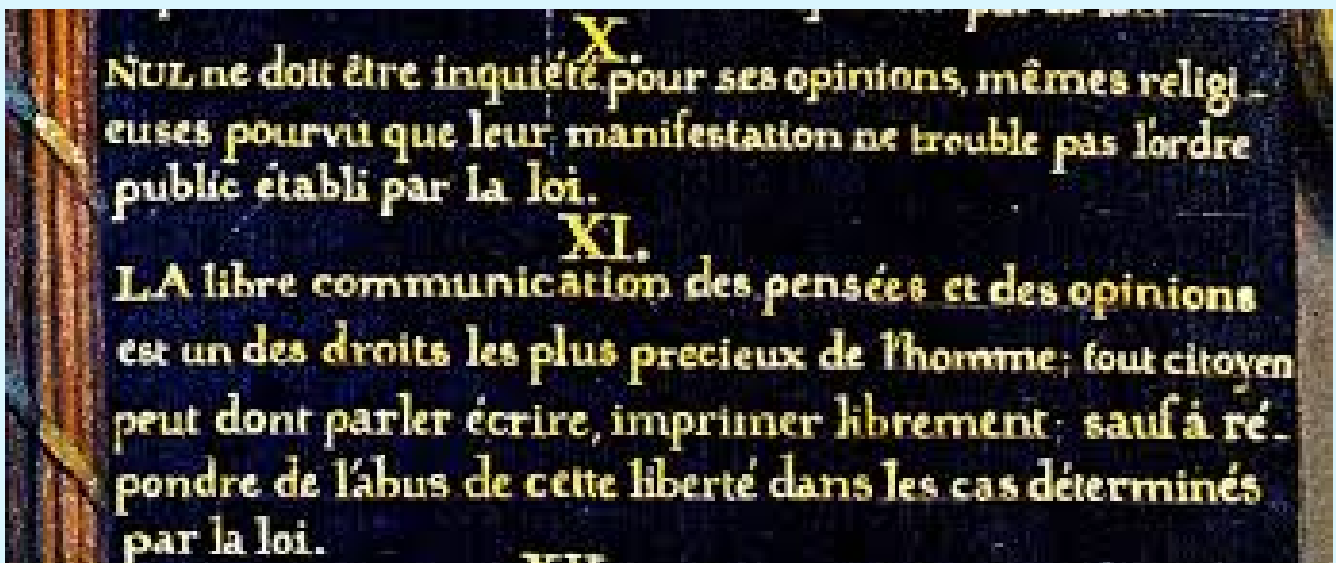 X.
NUL ne doit être inquiété pour ses opinions, mêmes religi-
euses pourvu que leur manifestation ne trouble pas l'ordre
public établi par la loi.
XI.
LA libre communication des pensées et des opinions
est un des droits les plus precieux de l'homme; tout citoyen
peut dont parler écrire, imprimer librement; sauf à ré-
pondre de l'abus de cette liberté dans les cas déterminés
par la loi.